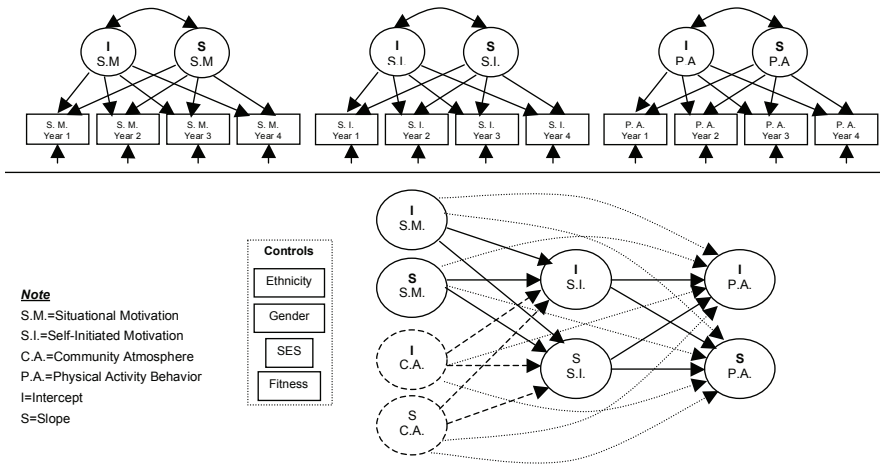 I
S.M
S
S.M
I
S.I.
S
S.I.
I
P.A
S
P.A
S. M.
Year 1
S. M.
Year 2
S. M.
Year 3
S. M.
Year 4
S. I.
Year 1
S. I.
Year 2
S. I.
Year 3
S. I.
Year 4
P. A.
Year 1
P. A.
Year 2
P. A.
Year 3
P. A.
Year 4
Note
S.M.=Situational Motivation
S.I.=Self-Initiated Motivation
C.A.=Community Atmosphere
P.A.=Physical Activity Behavior
I=Intercept
S=Slope
Controls
Ethnicity
Gender
SES
Fitness
I
S.M.
S
S.M.
I
C.A.
S
C.A.
I
S.I.
S
S.I.
I
P.A.
S
P.A.